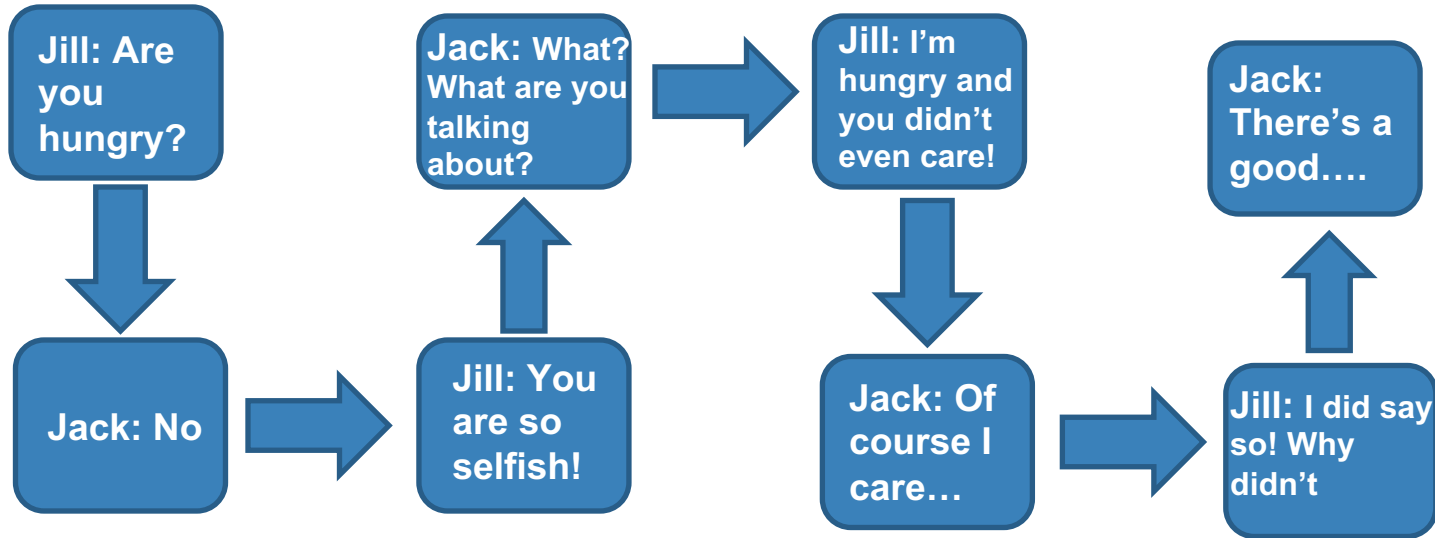 Jill: Are
you
hungry?
Jack: No
Jill: You
are so
selfish!
Jack: What?
What are you
talking
about?
Jill: I’m
hungry and
you didn’t
even care!
Jack: Of
course I
care…
Jill: I did say
so! Why
didn’t
Jack:
There’s a
good….